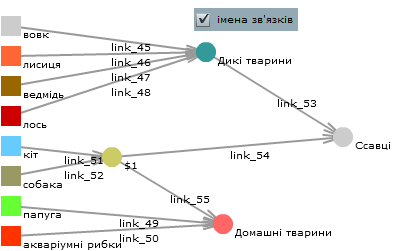 імена зв'язків
вовк
link_45
лисиця
link_46
Дикі тварини
ведмідь
link_47
link_48
link_53
лось
Ссавці
кіт
link_51
link_54
$1
собака
link_52
link_55
папуга
link_49
Домашні тварини
акваріумні рибки
link_50